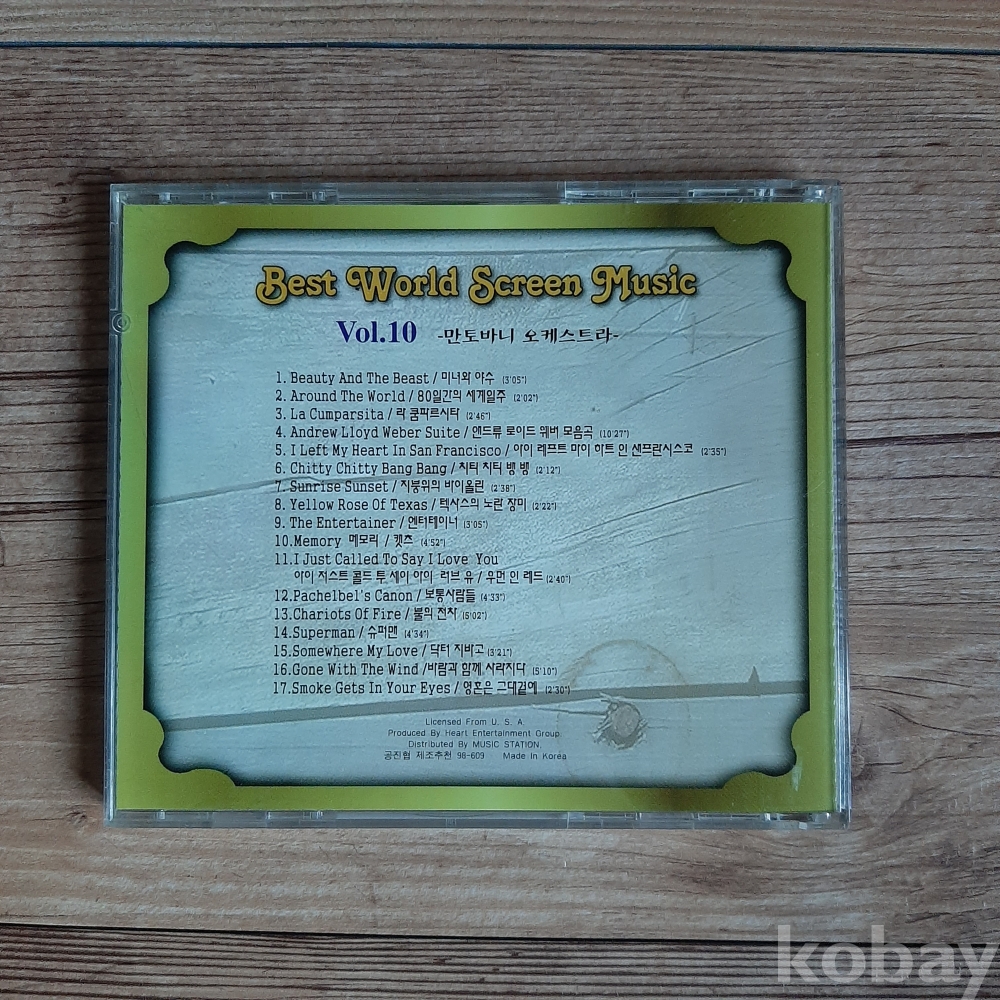 Best World Screen Music
Vol.10 -만토바니 오케스트라-
1. Beauty And The Beast / 미녀와 야수 (3'05")
2. Around The World / 80일간의 세계일주 (2'02")
3. La Cumparsita / 라 쿰파르시타 (2'46")
4. Andrew Lloyd Weber Suite / 앤드류 로이드 웨버 모음곡 (10'27")
5. I Left My Heart In San Francisco / 아이 레프트 마이 하트 인 샌프란시스코 (2'35")
6. Chitty Chitty Bang Bang / 치티 치티 뱅 뱅 (2'12")
7. Sunrise Sunset / 지붕위의 바이올린 (2'38")
8. Yellow Rose Of Texas / 텍사스의 노란 장미 (2'22")
9. The Entertainer / 엔터테이너 (3'05")
10.Memory 메모리 / 캣츠 (4'52")
11.I Just Called To Say I Love You
아이 저스트 콜드 투 세이 아이 러브 유 / 우먼 인 레드 (2'40")
12.Pachelbel's Canon / 보통사람들 (4'33")
13.Chariots Of Fire / 불의 전차 (5'02")
14.Superman / 슈퍼맨 (4'34")
15.Somewhere My Love / 닥터 지바고 (3'21")
16.Gone With The Wind /바람과 함께 사라지다 (5'10")
17.Smoke Gets In Your Eyes / 영혼은 그대곁에 (2'30")
Licensed From U. S. A.
Produced By Heart Entertainment Group.
Distributed By MUSIC STATION.
공진협 제조추천 98-609 Made In Korea
kobay